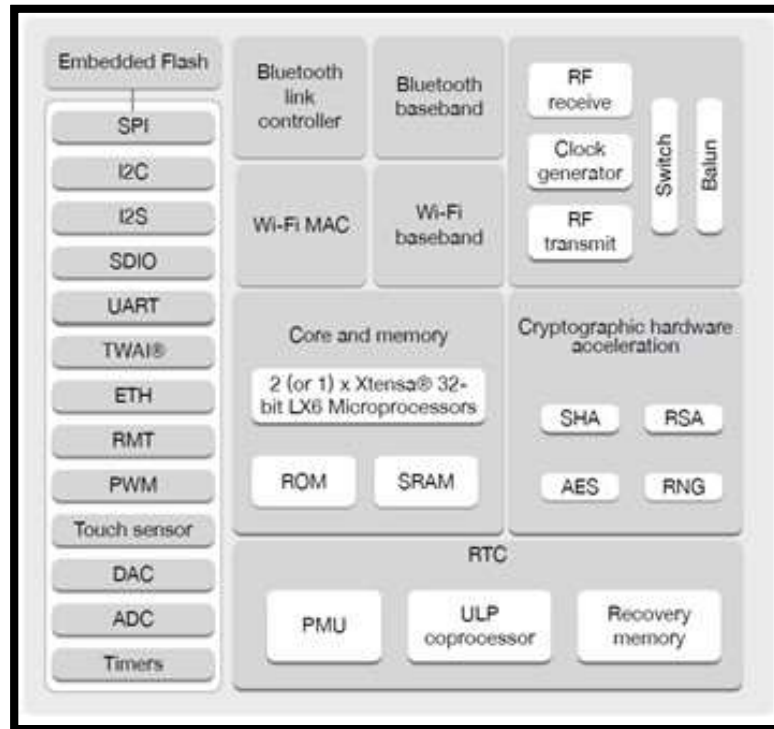 Embedded Flash
SPI
I2C
I2S
SDIO
UART
TWAI®
ETH
RMT
PWM
Touch sensor
DAC
ADC
Timers
Bluetooth
link
controller
Bluetooth
baseband
Wi-Fi MAC
Wi-Fi
baseband
RF
receive
Clock
generator
RF
transmit
Switch
Balun
Core and memory
2 (or 1) x Xtensa® 32-
bit LX6 Microprocessors
ROM
SRAM
Cryptographic hardware
acceleration
SHA
RSA
AES
RNG
RTC
PMU
ULP
coprocessor
Recovery
memory